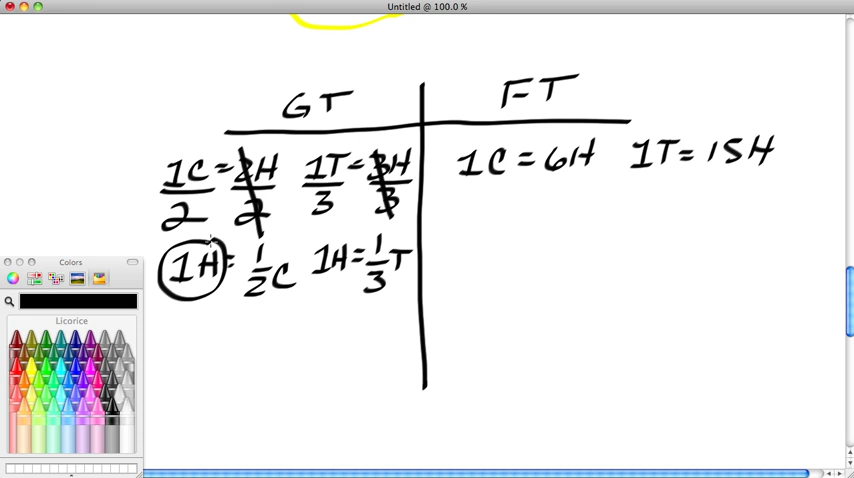 Untitled @ 100.0 %
GT FT
1C = 2H 1T = 3H 1C = 6H 1T = 15H
2 2 3 3
1H = 1/2 C 1H = 1/3 T
Colors
Licorice